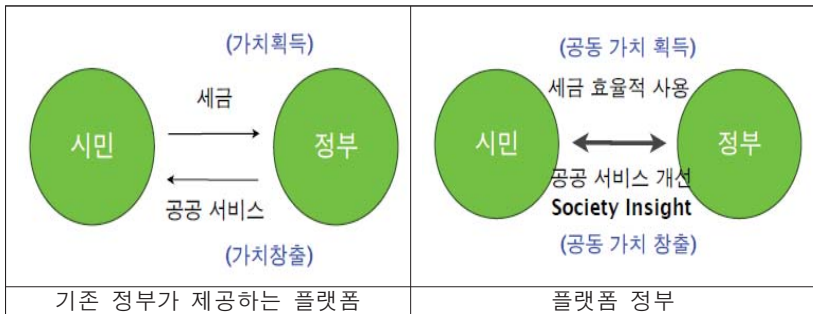 (가치획득)
세금
시민
정부
공공 서비스
(가치창출)
기존 정부가 제공하는 플랫폼
(공동 가치 획득)
세금 효율적 사용
시민
정부
공공 서비스 개선
Society Insight
(공동 가치 창출)
플랫폼 정부